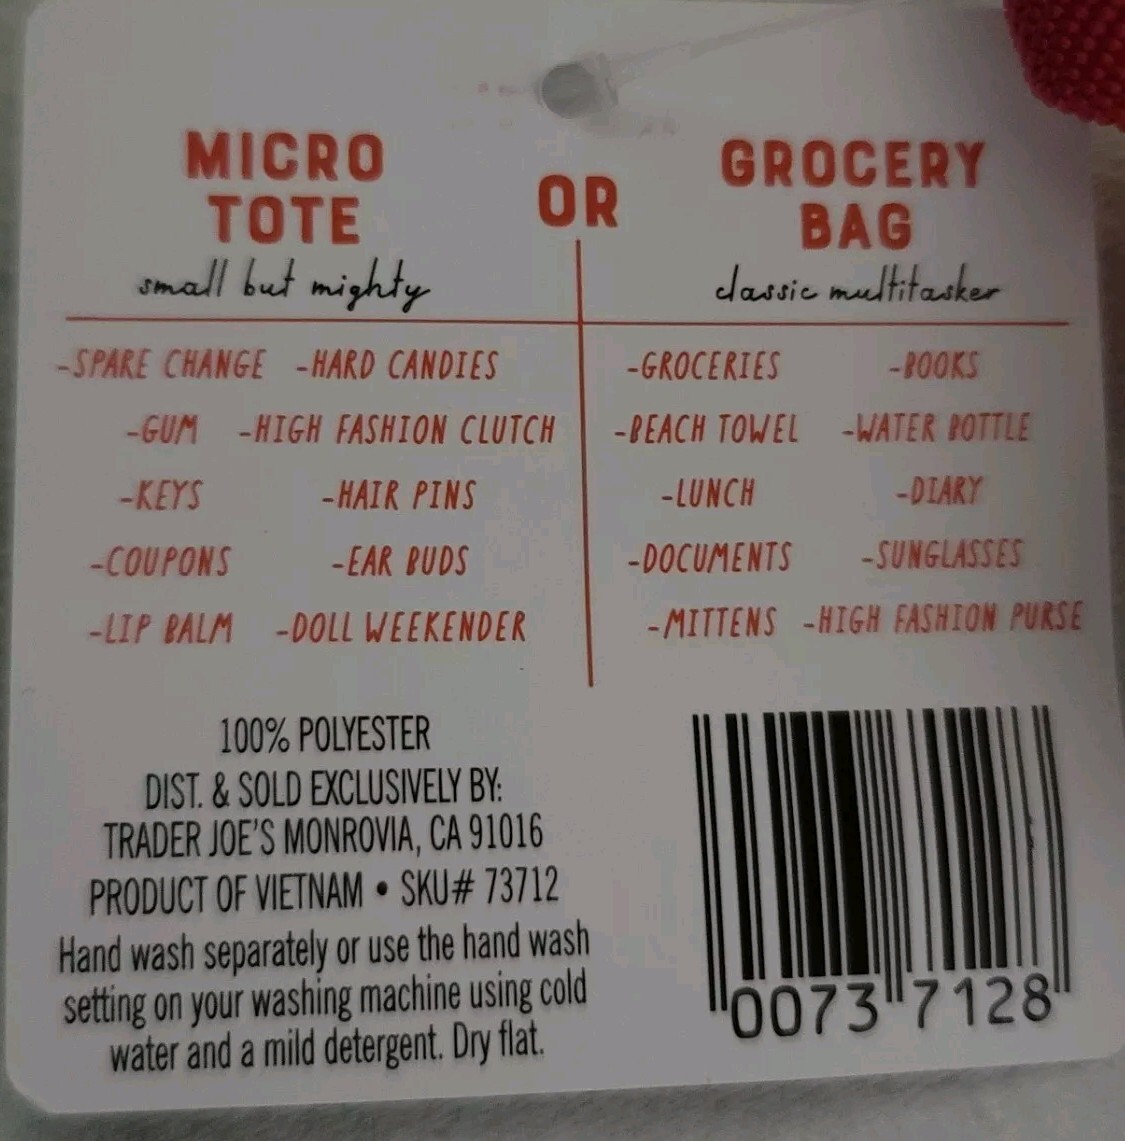 MICRO
TOTE
small but mighty
-SPARE CHANGE -HARD CANDIES
-GUM -HIGH FASHION CLUTCH
-KEYS -HAIR PINS
-COUPONS -EAR BUDS
-LIP BALM -DOLL WEEKENDER
OR
GROCERY
BAG
classic multitasker
-GROCERIES -BOOKS
-BEACH TOWEL -WATER BOTTLE
-LUNCH -DIARY
-DOCUMENTS -SUNGLASSES
-MITTENS -HIGH FASHION PURSE
100% POLYESTER
DIST. & SOLD EXCLUSIVELY BY:
TRADER JOE'S MONROVIA, CA 91016
PRODUCT OF VIETNAM • SKU# 73712
Hand wash separately or use the hand wash
setting on your washing machine using cold
water and a mild detergent. Dry flat.
0073 7128